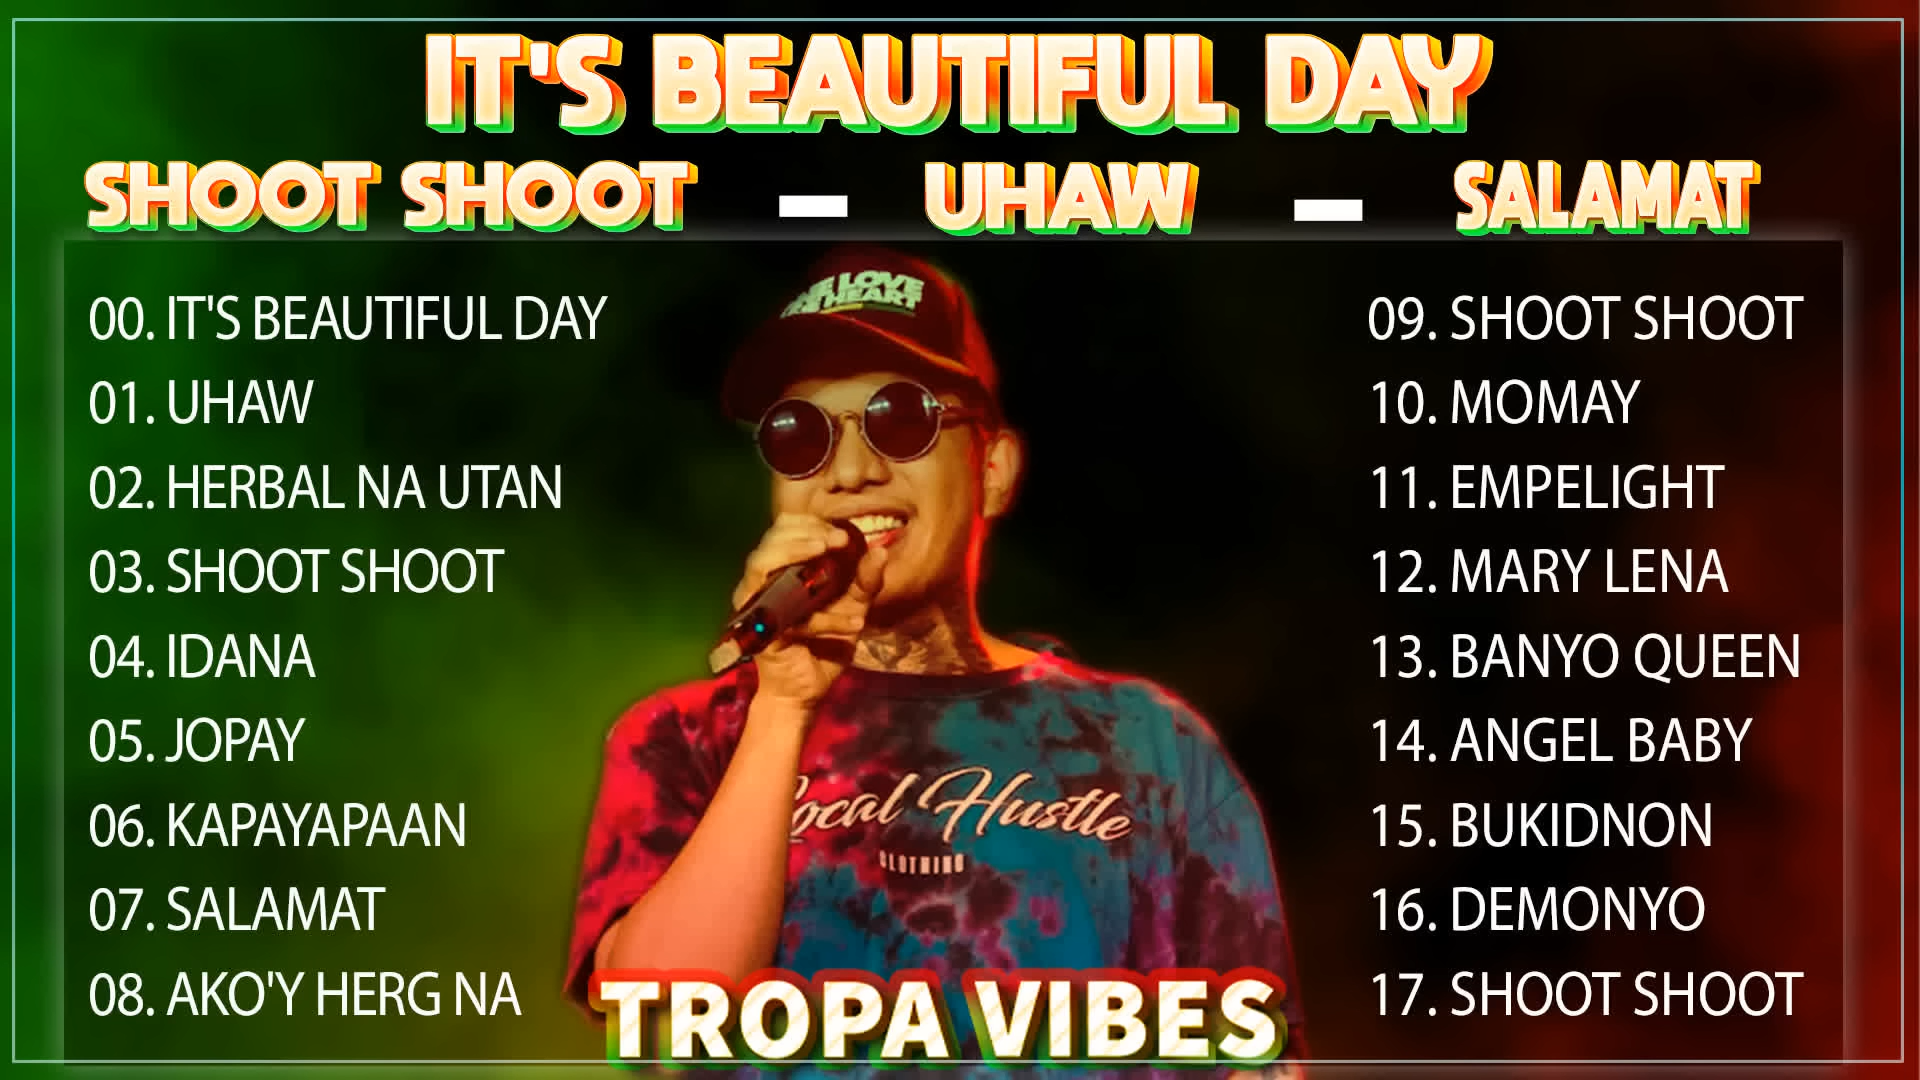 IT'S BEAUTIFUL DAY
SHOOT SHOOT - UHAW - SALAMAT
00. IT'S BEAUTIFUL DAY
01. UHAW
02. HERBAL NA UTAN
03. SHOOT SHOOT
04. IDANA
05. JOPAY
06. KAPAYAPAAN
07. SALAMAT
08. AKO'Y HERG NA
09. SHOOT SHOOT
10. MOMAY
11. EMPELIGHT
12. MARY LENA
13. BANYO QUEEN
14. ANGEL BABY
15. BUKIDNON
16. DEMONYO
17. SHOOT SHOOT
LOVE
HEART
Local Hustle
CLOTHING
TROPA VIBES